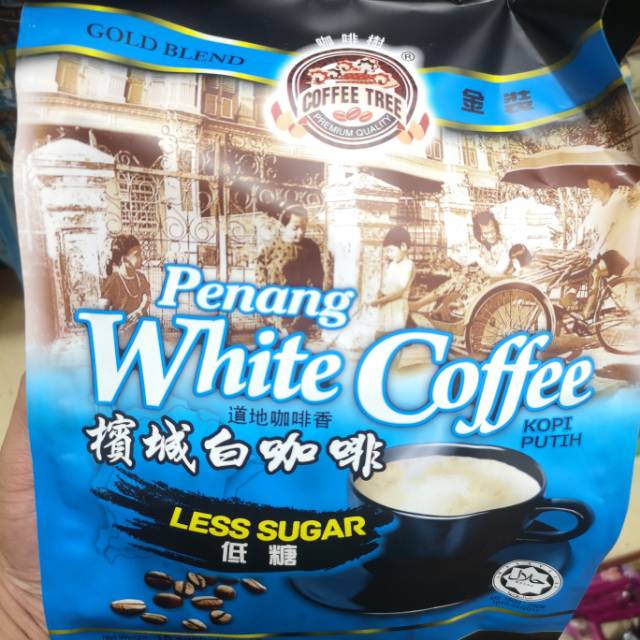 GOLD BLEND
咖啡樹
®
COFFEE TREE
PREMIUM QUALITY
金裝
Penang
White Coffee
道地咖啡香
KOPI
PUTIH
檳城白咖啡
LESS SUGAR
低糖